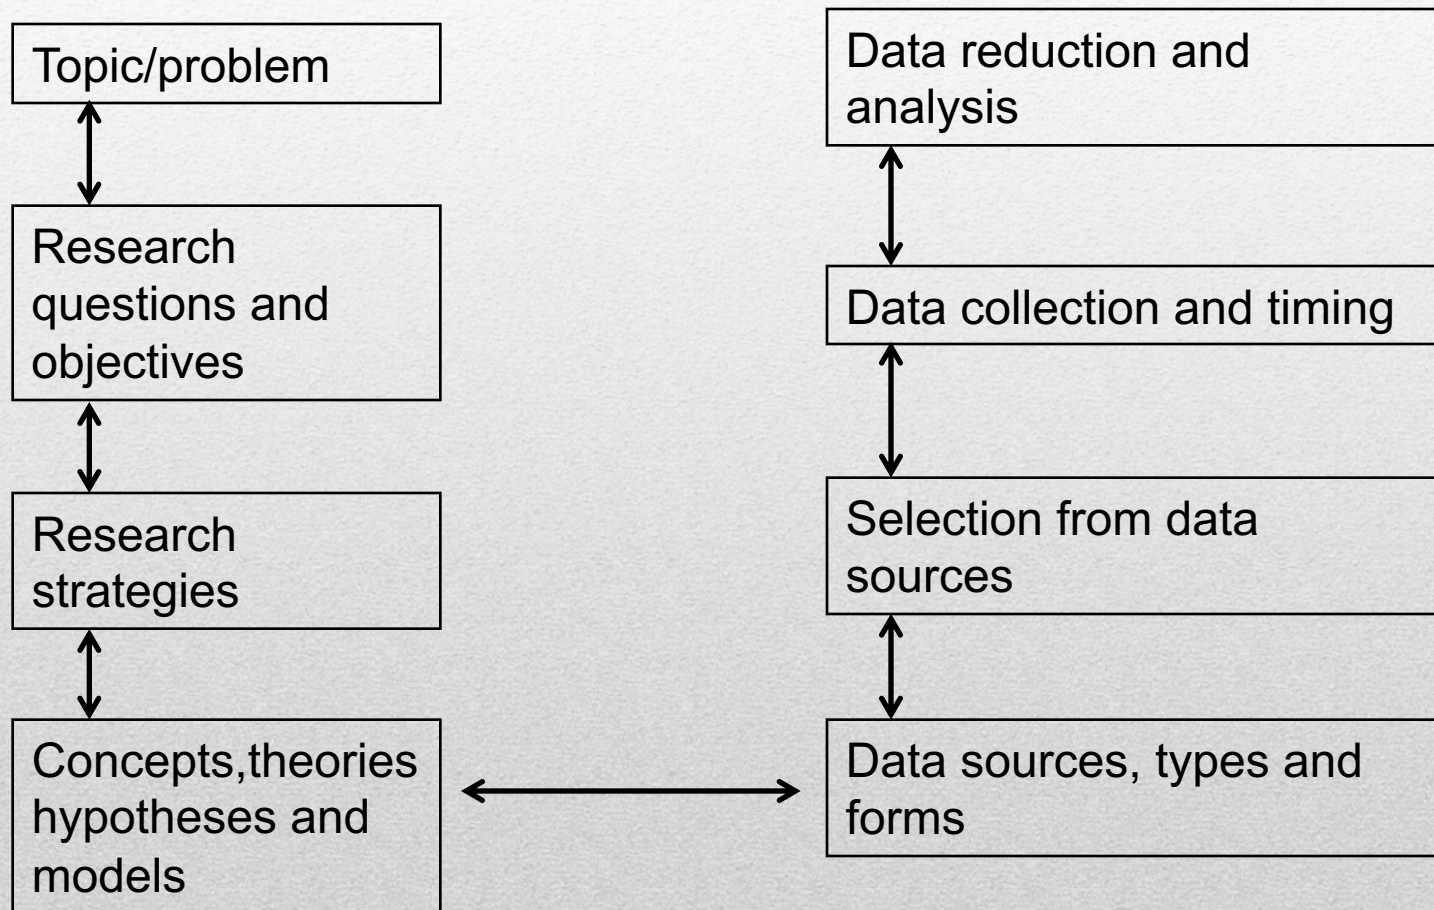 Topic/problem
Research
questions and
objectives
Research
strategies
Concepts,theories
hypotheses and
models
Data reduction and
analysis
Data collection and timing
Selection from data
sources
Data sources, types and
forms